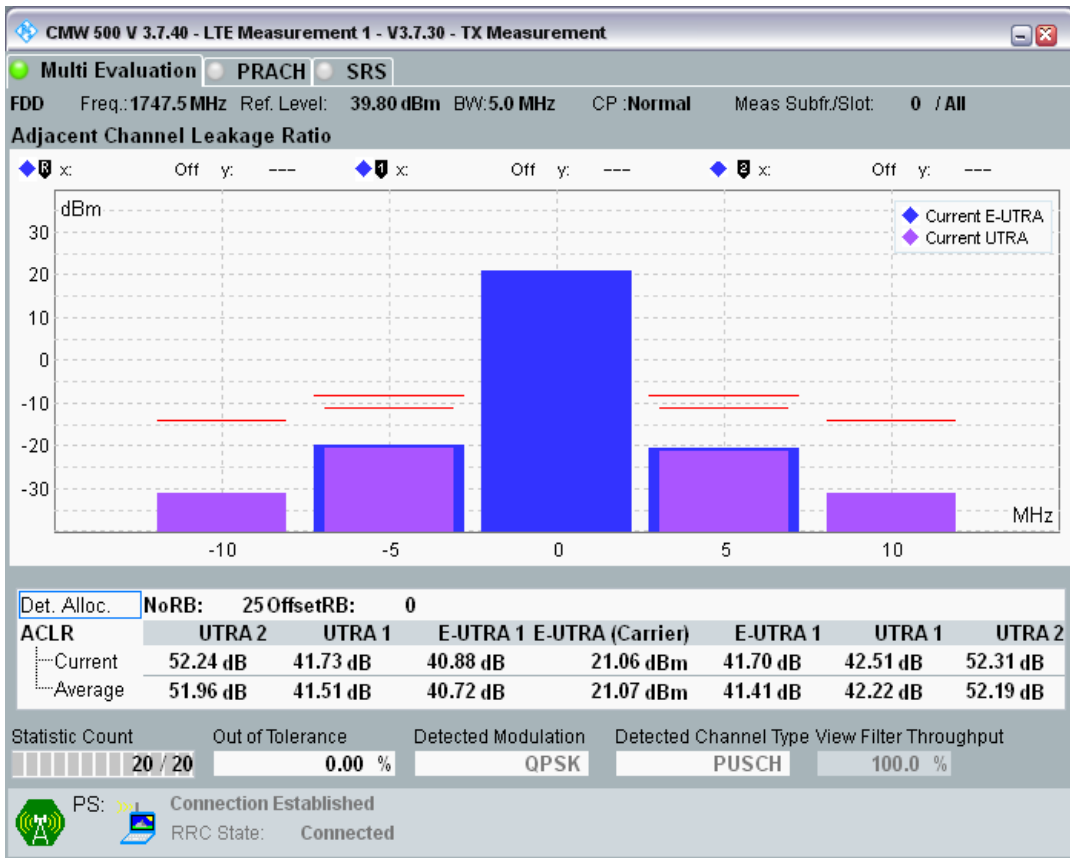 CMW 500 V 3.7.40 - LTE Measurement 1 - V3.7.30 - TX Measurement
Multi Evaluation PRACH SRS
FDD Freq.:1747.5 MHz Ref. Level: 39.80 dBm BW:5.0 MHz CP :Normal Meas Subfr./Slot: 0 / All
Adjacent Channel Leakage Ratio
R x: Off y: --- 1 x: Off y: --- 2 x: Off y: ---
dBm
Current E-UTRA
Current UTRA
30
20
10
0
-10
-20
-30
MHz
-10 -5 0 5 10
Det. Alloc. NoRB: 25 OffsetRB: 0
ACLR UTRA 2 UTRA 1 E-UTRA 1 E-UTRA (Carrier) E-UTRA 1 UTRA 1 UTRA 2
Current 52.24 dB 41.73 dB 40.88 dB 21.06 dBm 41.70 dB 42.51 dB 52.31 dB
Average 51.96 dB 41.51 dB 40.72 dB 21.07 dBm 41.41 dB 42.22 dB 52.19 dB
Statistic Count Out of Tolerance Detected Modulation Detected Channel Type View Filter Throughput
20 / 20 0.00 % QPSK PUSCH 100.0 %
PS: Connection Established
RRC State: Connected